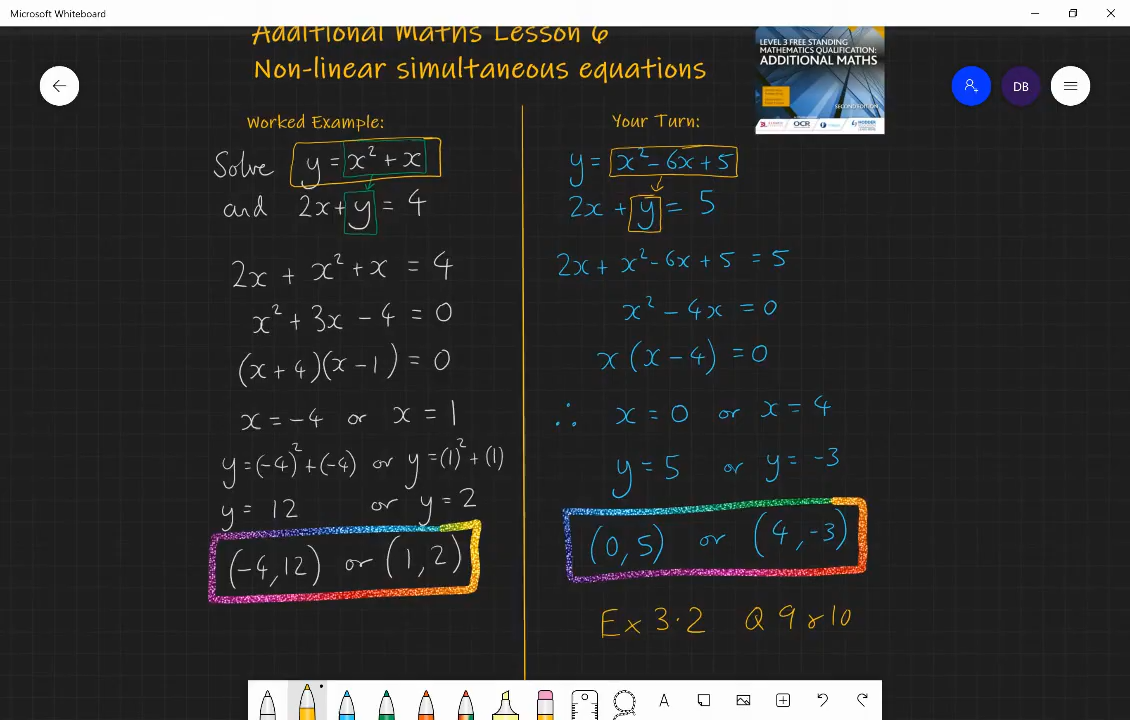 Microsoft Whiteboard
Additional Maths Lesson 6
Non-linear simultaneous equations
LEVEL 3 FREE STANDING
MATHEMATICS QUALIFICATION:
ADDITIONAL MATHS
SECOND EDITION
OCR
HODDER
DB
Worked Example:
Solve y = x² + x
and 2x + y = 4
2x + x² + x = 4
x² + 3x - 4 = 0
(x + 4)(x - 1) = 0
x = -4 or x = 1
y = (-4)² + (-4) or y = (1)² + (1)
y = 12 or y = 2
(-4, 12) or (1, 2)
Your Turn:
y = x² - 6x + 5
2x + y = 5
2x + x² - 6x + 5 = 5
x² - 4x = 0
x(x - 4) = 0
∴ x = 0 or x = 4
y = 5 or y = -3
(0, 5) or (4, -3)
Ex 3.2 Q 9 & 10
A